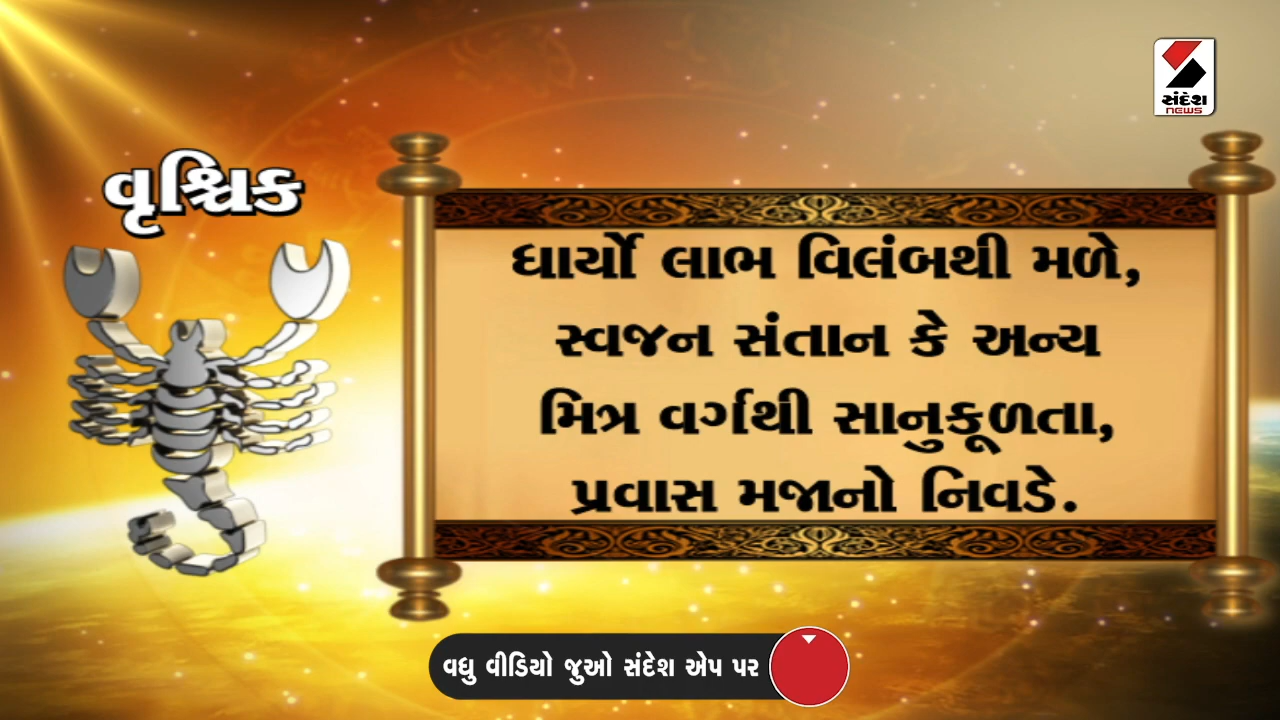 સંદેશ
NEWS
વૃશ્ચિક
ધાર્યો લાભ વિલંબથી મળે,
સ્વજન સંતાન કે અન્ય
મિત્ર વર્ગથી સાનુકૂળતા,
પ્રવાસ મજાનો નિવડે.
વધુ વીડિયો જુઓ સંદેશ એપ પર